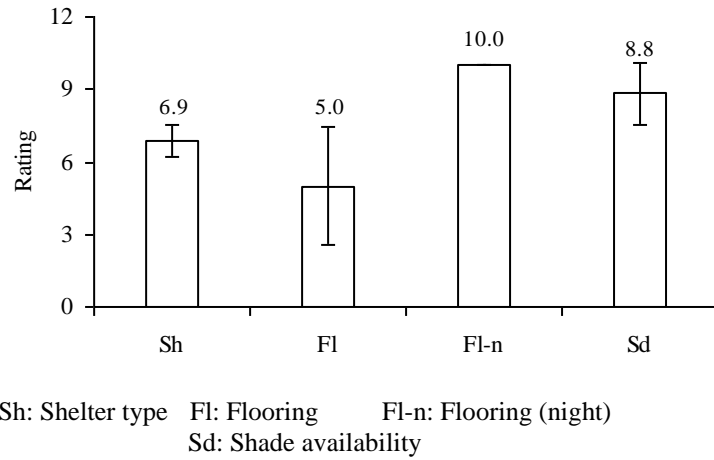 12
10.0
8.8
9
6.9
5.0
6
3
0
Rating
Sh Fl Fl-n Sd
Sh: Shelter type Fl: Flooring Fl-n: Flooring (night)
Sd: Shade availability